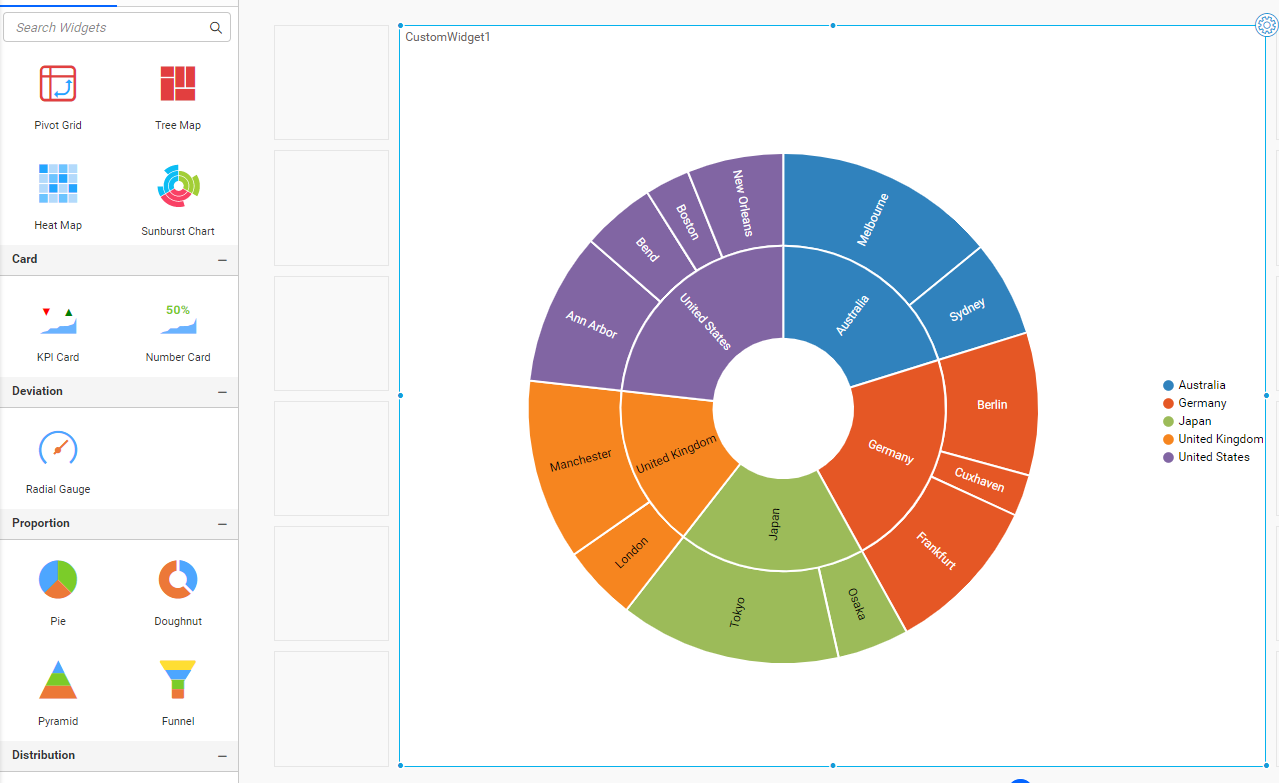 Search Widgets
Pivot Grid
Tree Map
Heat Map
Sunburst Chart
Card
50%
KPI Card
Number Card
Deviation
Radial Gauge
Proportion
Pie
Doughnut
Pyramid
Funnel
Distribution
CustomWidget1
Melbourne
Sydney
Australia
Berlin
Cuxhaven
Frankfurt
Germany
Osaka
Tokyo
Japan
London
Manchester
United Kingdom
Ann Arbor
Bend
Boston
New Orleans
United States
Australia
Germany
Japan
United Kingdom
United States